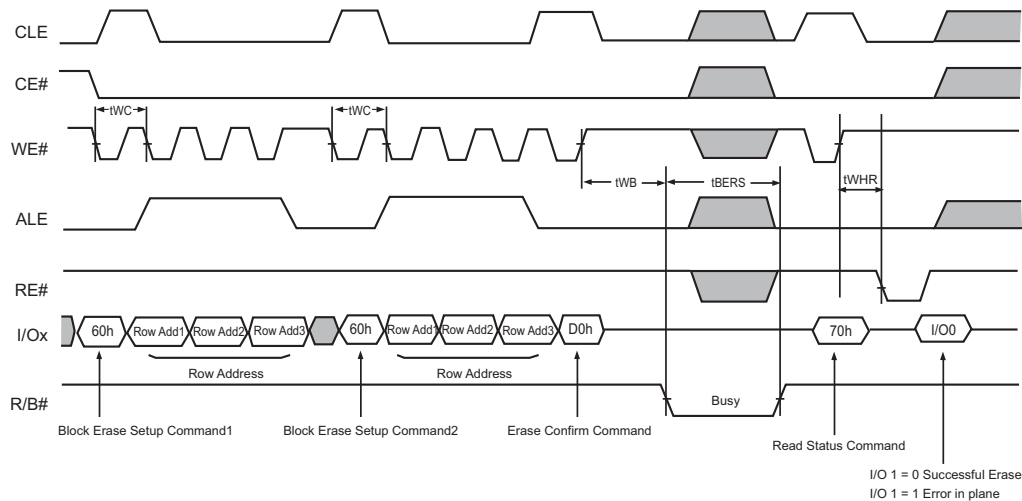 CLE
CE#
tWC
tWC
WE#
tWB
tBERS
tWHR
ALE
RE#
I/Ox
60h
Row Add1
Row Add2
Row Add3
60h
Row Add1
Row Add2
Row Add3
D0h
70h
I/O0
Row Address
Row Address
R/B#
Busy
Block Erase Setup Command1
Block Erase Setup Command2
Erase Confirm Command
Read Status Command
I/O 1 = 0 Successful Erase
I/O 1 = 1 Error in plane